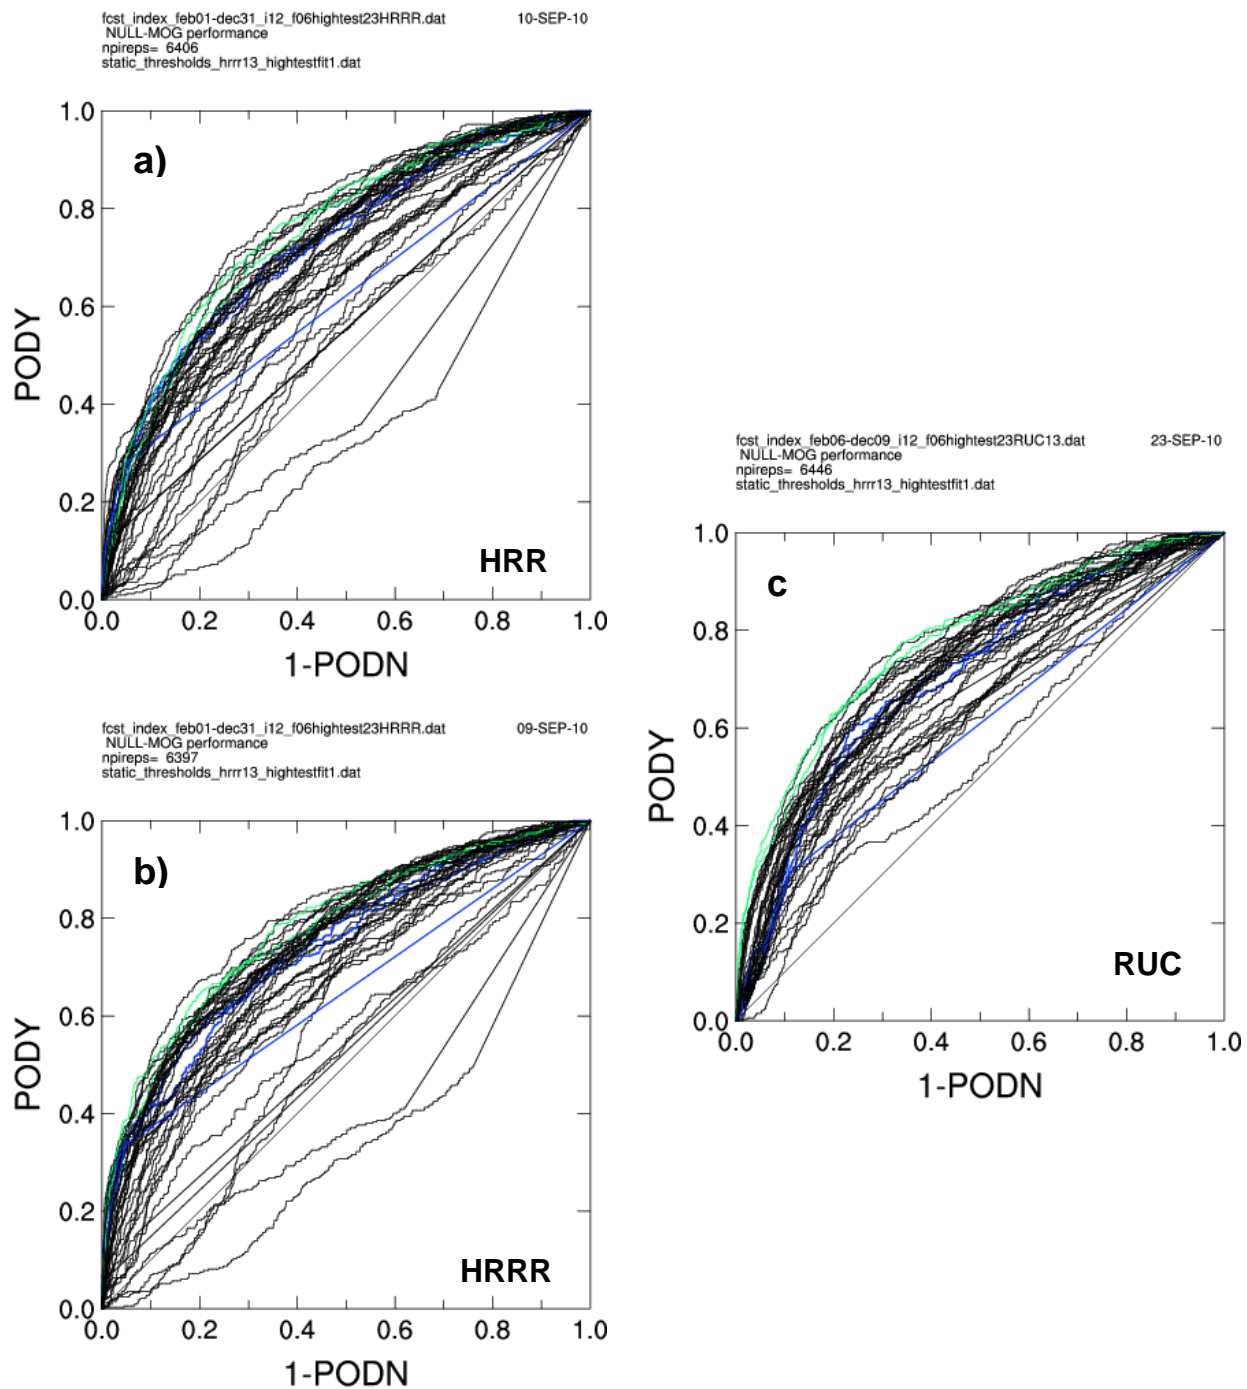 fcst_index_feb01-dec31_i12_f06hightest23HRRR.dat 10-SEP-10
NULL-MOG performance
npireps= 6406
static_thresholds_hrrr13_hightestfit1.dat
1.0
a)
0.8
0.6
PODY
0.4
0.2
HRR
0.0
0.0 0.2 0.4 0.6 0.8 1.0
1-PODN
fcst_index_feb01-dec31_i12_f06hightest23HRRR.dat 09-SEP-10
NULL-MOG performance
npireps= 6397
static_thresholds_hrrr13_hightestfit1.dat
1.0
b)
0.8
0.6
PODY
0.4
0.2
HRRR
0.0
0.0 0.2 0.4 0.6 0.8 1.0
1-PODN
fcst_index_feb06-dec09_i12_f06hightest23RUC13.dat 23-SEP-10
NULL-MOG performance
npireps= 6446
static_thresholds_hrrr13_hightestfit1.dat
1.0
c
0.8
0.6
PODY
0.4
0.2
RUC
0.0
0.0 0.2 0.4 0.6 0.8 1.0
1-PODN